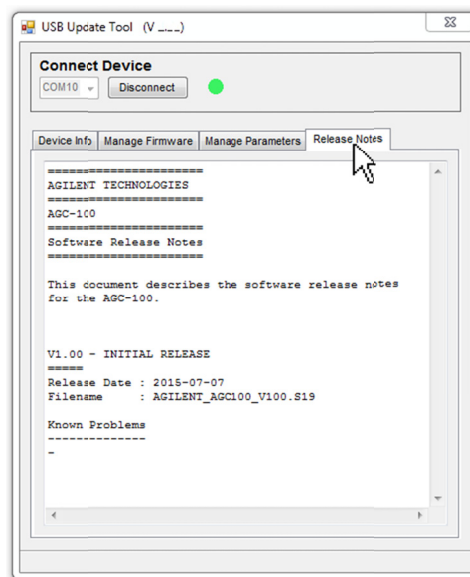 USB Update Tool (V _.__)
Connect Device
COM10 Disconnect
Device Info Manage Firmware Manage Parameters Release Notes
======================
AGILENT TECHNOLOGIES
======================
AGC-100
======================
Software Release Notes
======================
This document describes the software release notes
for the AGC-100.
V1.00 - INITIAL RELEASE
=====
Release Date : 2015-07-07
Filename : AGILENT_AGC100_V100.S19
Known Problems
--------------
-